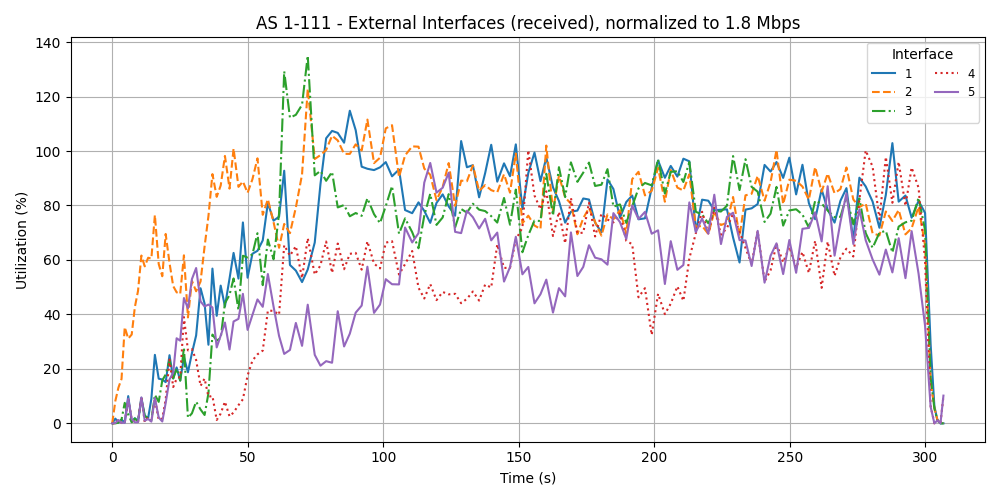 AS 1-111 - External Interfaces (received), normalized to 1.8 Mbps
Utilization (%)
140
120
100
80
60
40
20
0
0 50 100 150 200 250 300
Time (s)
Interface
1 4
2 5
3